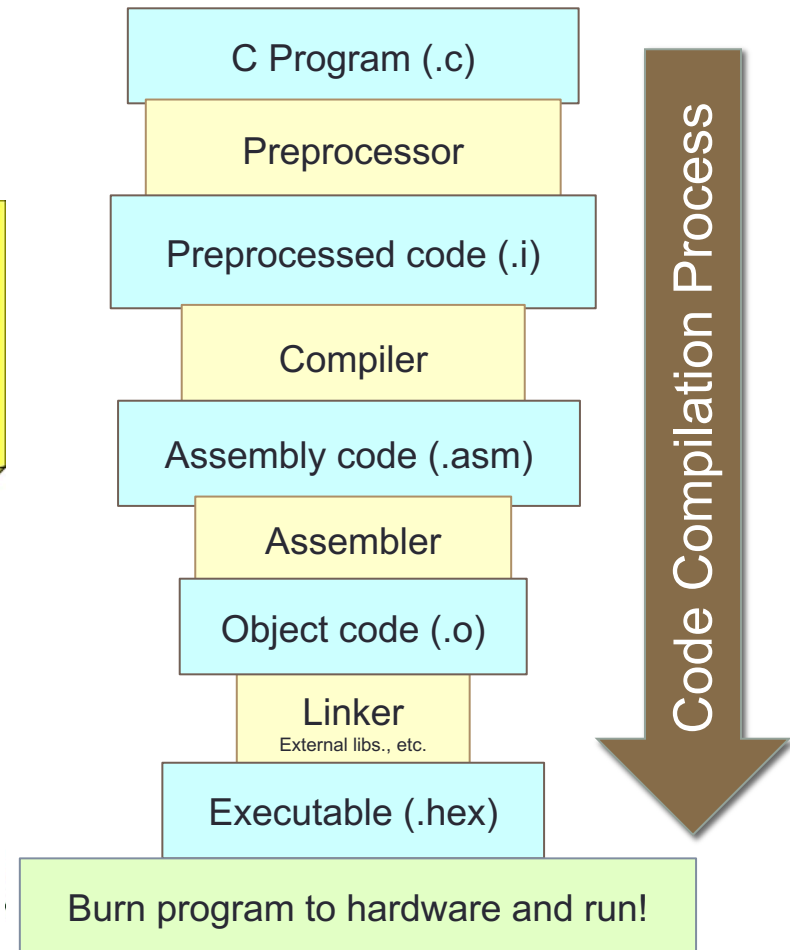 C Program (.c)
Preprocessor
Preprocessed code (.i)
Compiler
Assembly code (.asm)
Assembler
Object code (.o)
Linker
External libs., etc.
Executable (.hex)
Burn program to hardware and run!
Code Compilation Process